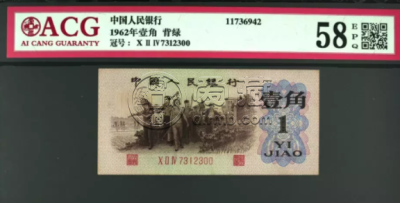 ACG
AI CANG GUARANTY
中国人民银行
11736942
1962年壹角 背绿
冠号: X II IV 7312300
58
EPQ
中国人民银行
壹角
1
YI
JIAO
X II IV 7312300